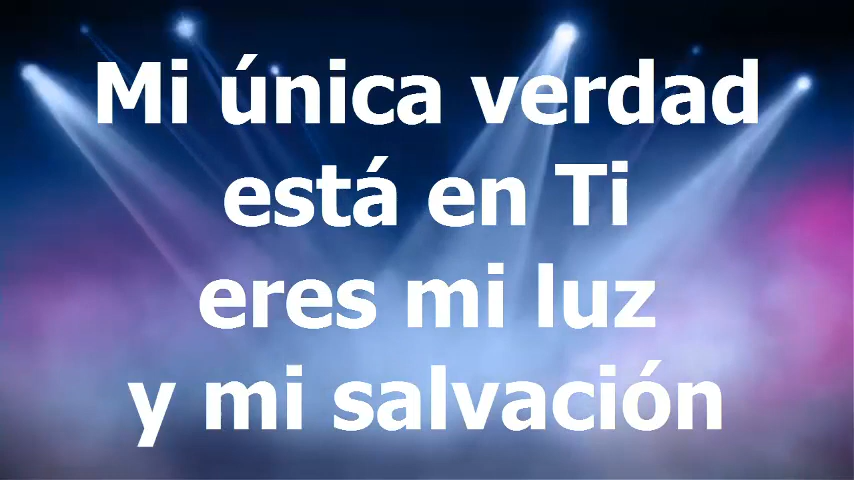 Mi única verdad
está en Ti
eres mi luz
y mi salvación